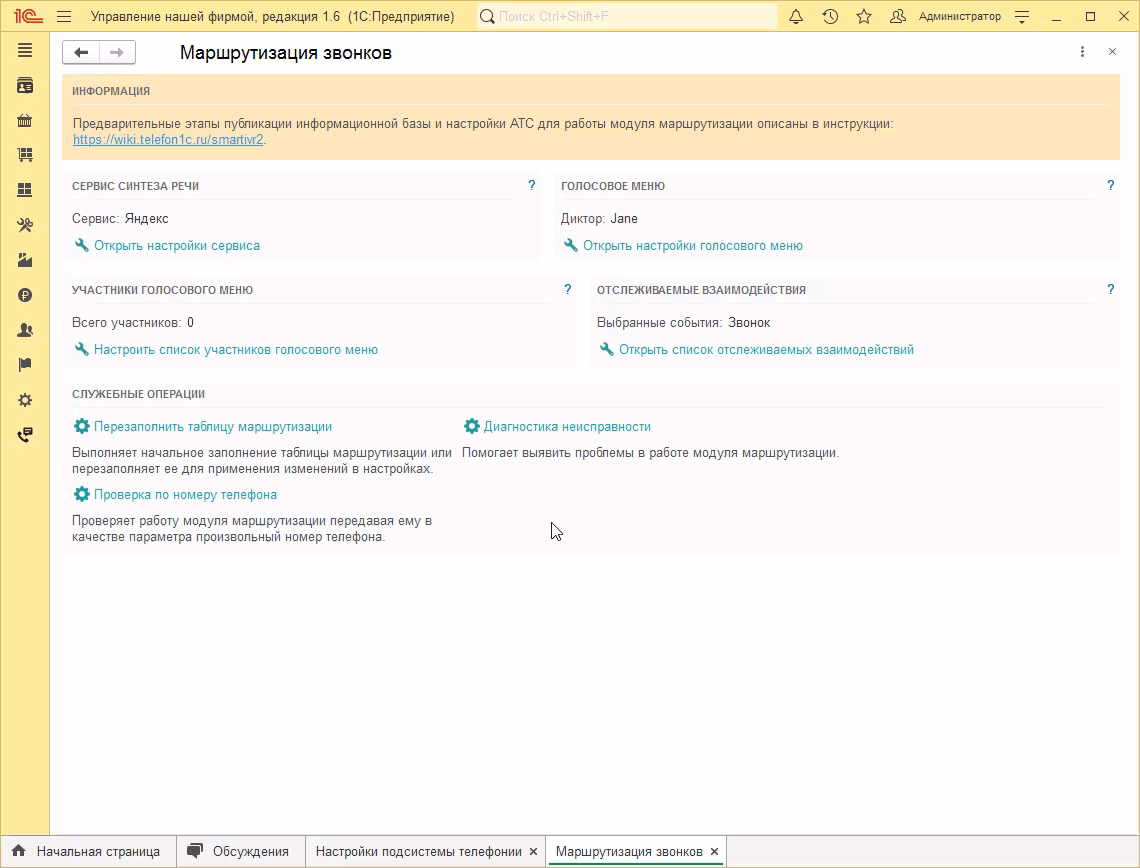 1С Управление нашей фирмой, редакция 1.6 (1С:Предприятие) Поиск Ctrl+Shift+F Администратор
Маршрутизация звонков
ИНФОРМАЦИЯ
Предварительные этапы публикации информационной базы и настройки АТС для работы модуля маршрутизации описаны в инструкции:
https://wiki.telefon1c.ru/smartivr2.
СЕРВИС СИНТЕЗА РЕЧИ ?
Сервис: Яндекс
Открыть настройки сервиса
ГОЛОСОВОЕ МЕНЮ ?
Диктор: Jane
Открыть настройки голосового меню
УЧАСТНИКИ ГОЛОСОВОГО МЕНЮ ?
Всего участников: 0
Настроить список участников голосового меню
ОТСЛЕЖИВАЕМЫЕ ВЗАИМОДЕЙСТВИЯ ?
Выбранные события: Звонок
Открыть список отслеживаемых взаимодействий
СЛУЖЕБНЫЕ ОПЕРАЦИИ
Перезаполнить таблицу маршрутизации
Выполняет начальное заполнение таблицы маршрутизации или
перезаполняет ее для применения изменений в настройках.
Диагностика неисправности
Помогает выявить проблемы в работе модуля маршрутизации.
Проверка по номеру телефона
Проверяет работу модуля маршрутизации передавая ему в
качестве параметра произвольный номер телефона.
Начальная страница Обсуждения Настройки подсистемы телефонии Маршрутизация звонков